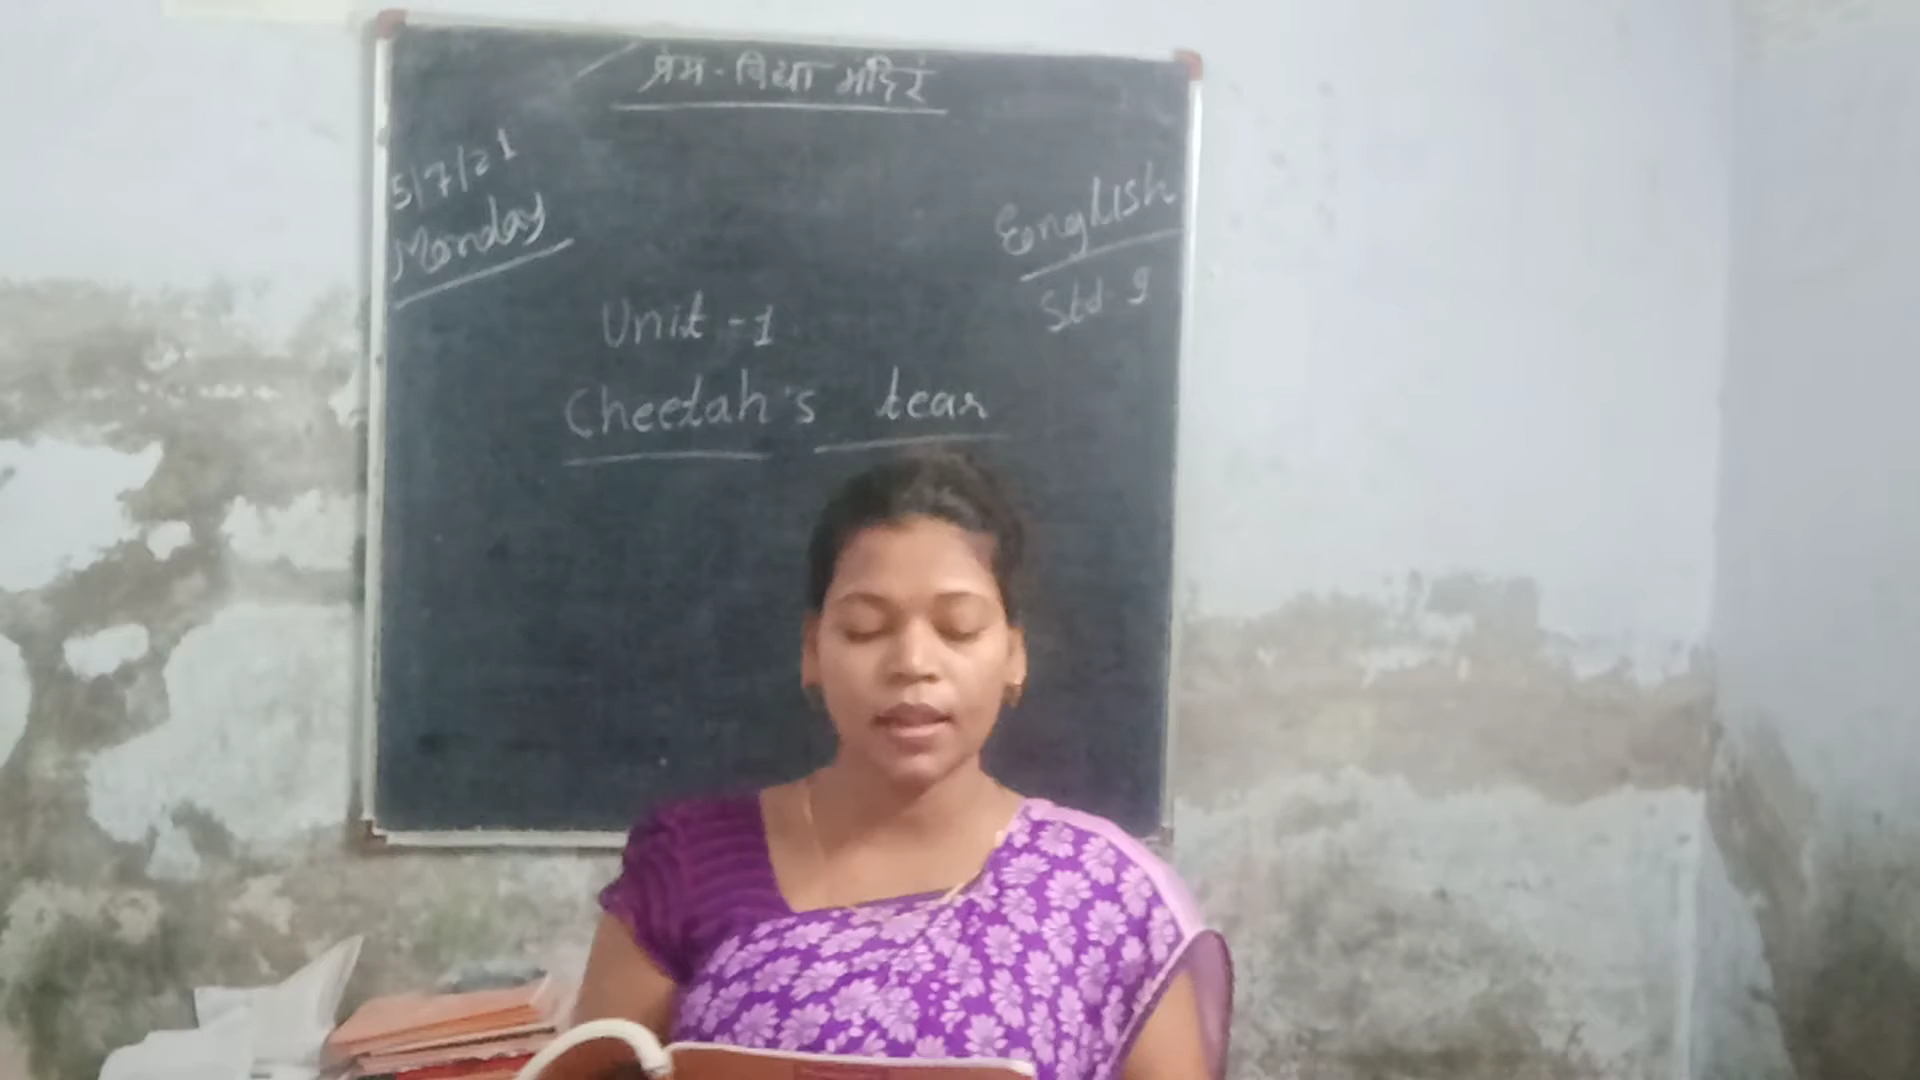 प्रेम - विद्या मंदिर
5/7/21
Monday
English
Std - 9
Unit - 1
Cheetah's tear